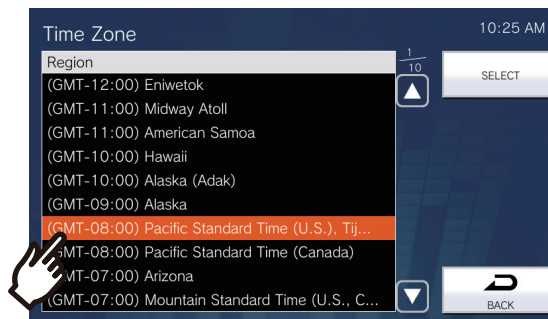 Time Zone
10:25 AM
Region
1
10
SELECT
(GMT-12:00) Eniwetok
(GMT-11:00) Midway Atoll
(GMT-11:00) American Samoa
(GMT-10:00) Hawaii
(GMT-10:00) Alaska (Adak)
(GMT-09:00) Alaska
(GMT-08:00) Pacific Standard Time (U.S.), Tij...
(GMT-08:00) Pacific Standard Time (Canada)
(GMT-07:00) Arizona
(GMT-07:00) Mountain Standard Time (U.S., C...
BACK